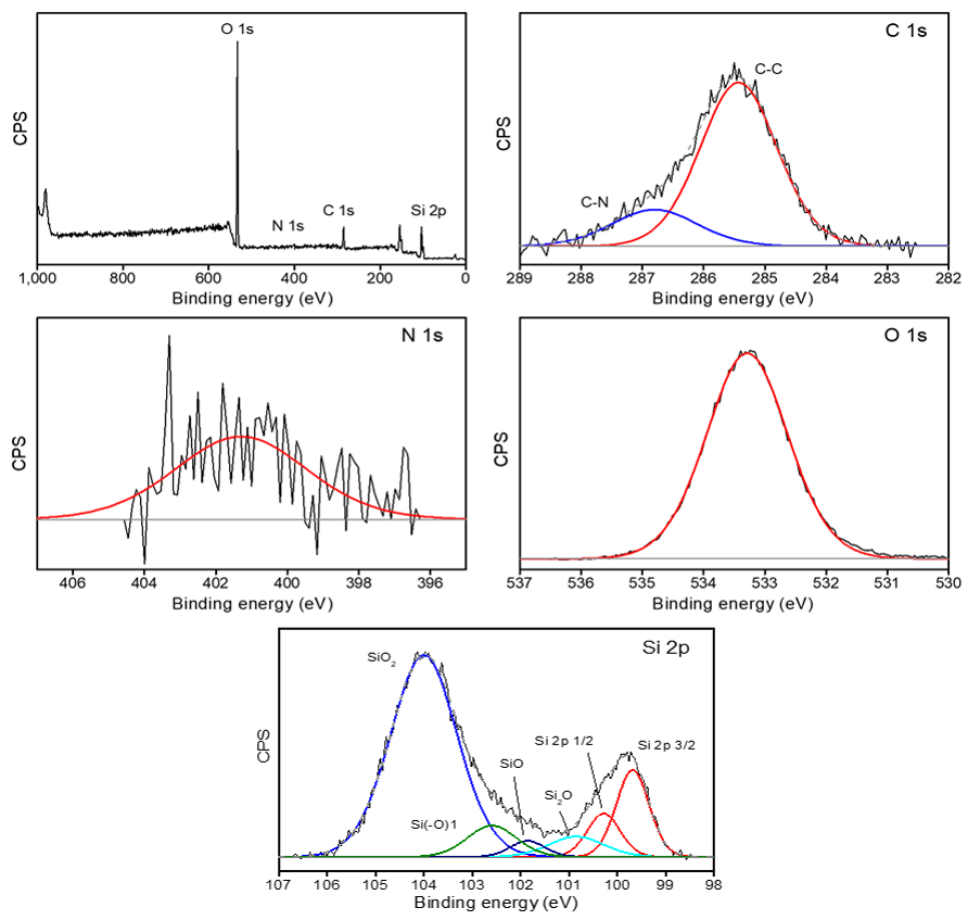 O 1s
N 1s
C 1s
Si 2p
CPS
1,000 800 600 400 200 0
Binding energy (eV)
C 1s
C-C
C-N
CPS
289 288 287 286 285 284 283 282
Binding energy (eV)
N 1s
CPS
406 404 402 400 398 396
Binding energy (eV)
O 1s
CPS
537 536 535 534 533 532 531 530
Binding energy (eV)
Si 2p
SiO₂
Si 2p 1/2
Si 2p 3/2
SiO
Si₂O
Si(-O)1
CPS
107 106 105 104 103 102 101 100 99 98
Binding energy (eV)